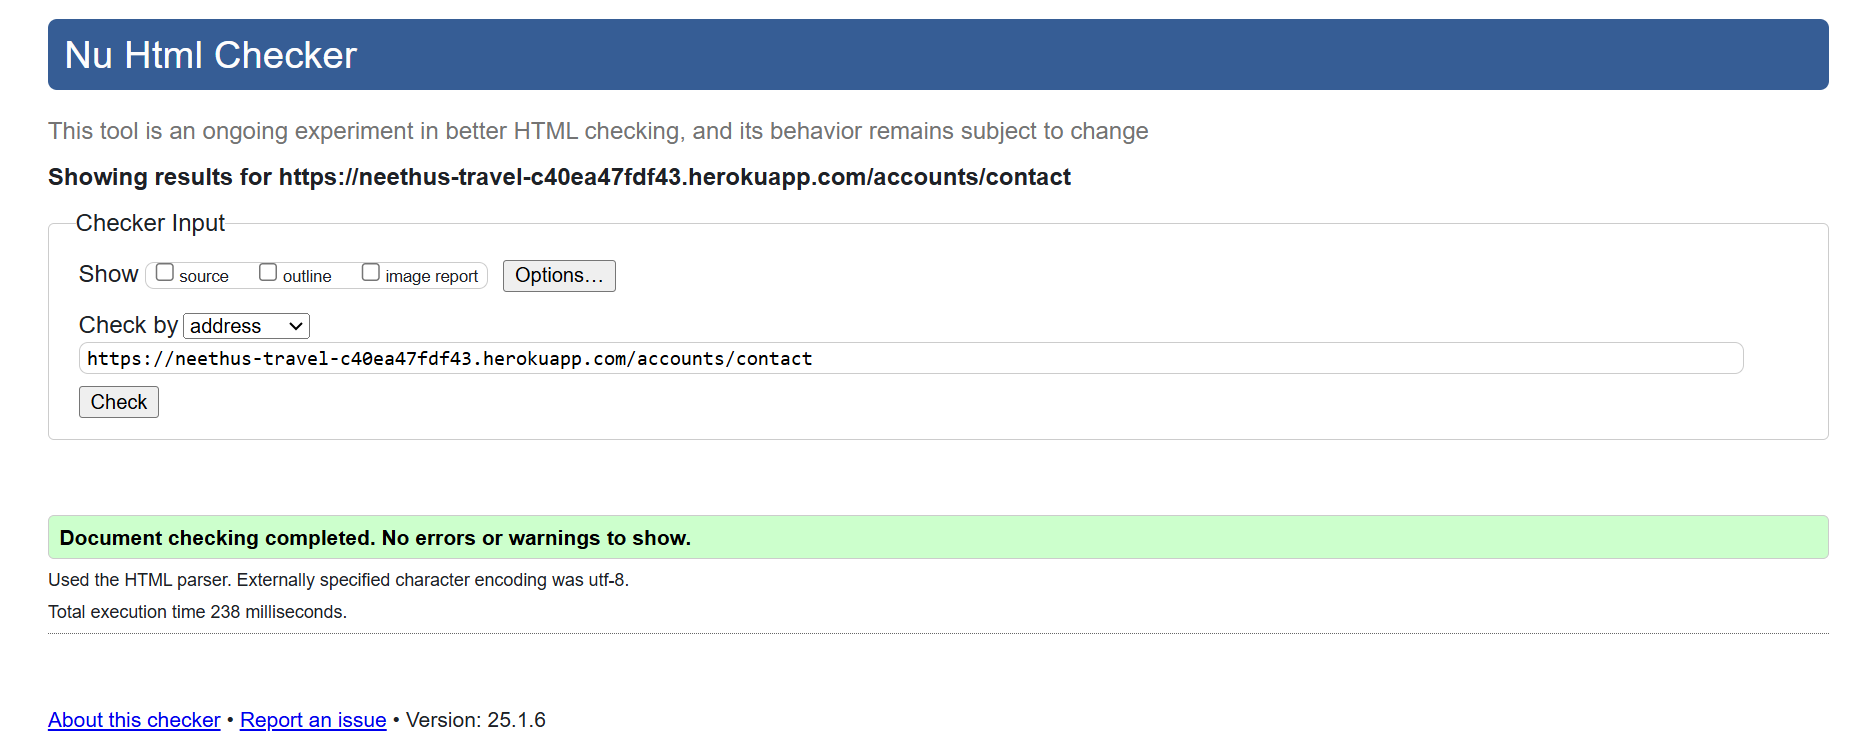 Nu Html Checker
This tool is an ongoing experiment in better HTML checking, and its behavior remains subject to change
Showing results for https://neethus-travel-c40ea47fdf43.herokuapp.com/accounts/contact
Checker Input
Show source outline image report Options...
Check by address
https://neethus-travel-c40ea47fdf43.herokuapp.com/accounts/contact
Check
Document checking completed. No errors or warnings to show.
Used the HTML parser. Externally specified character encoding was utf-8.
Total execution time 238 milliseconds.
About this checker • Report an issue • Version: 25.1.6